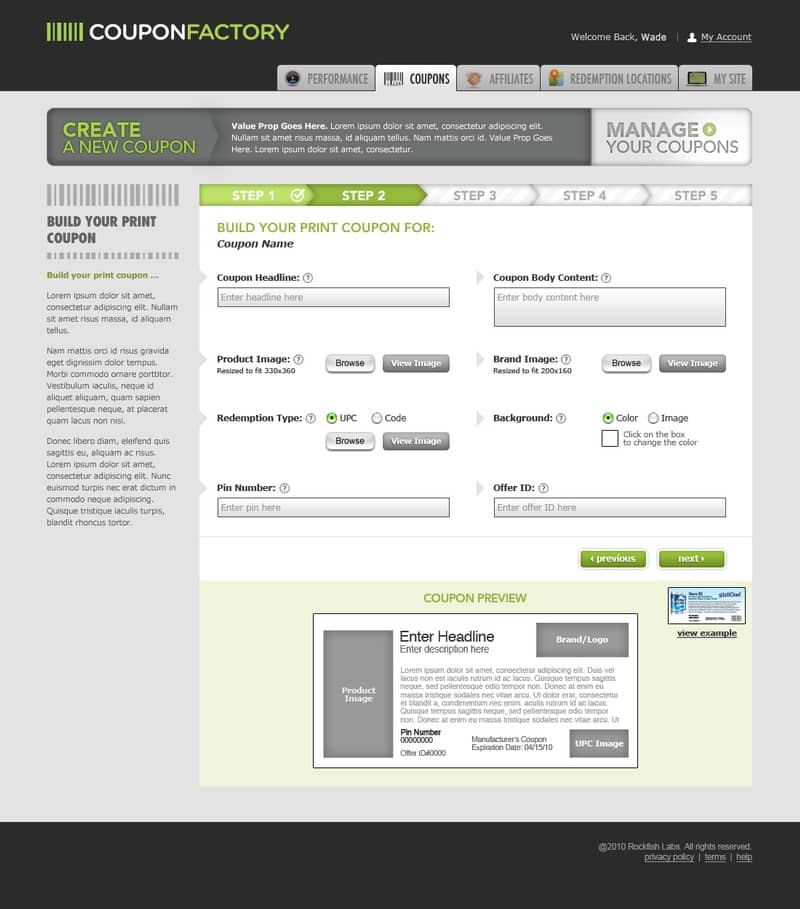 COUPONFACTORY
Welcome Back, Wade | My Account
PERFORMANCE COUPONS AFFILIATES REDEMPTION LOCATIONS MY SITE
CREATE
A NEW COUPON
Value Prop Goes Here. Lorem ipsum dolor sit amet, consectetur adipiscing elit.
Nullam sit amet risus massa, id aliquam tellus. Nam mattis orci id. Value Prop Goes
Here. Lorem ipsum dolor sit amet, consectetur.
MANAGE
YOUR COUPONS
BUILD YOUR PRINT
COUPON
Build your print coupon ...
Lorem ipsum dolor sit amet,
consectetur adipiscing elit. Nullam
sit amet risus massa, id aliquam
tellus.
Nam mattis orci id risus gravida
eget dignissim dolor tempus.
Morbi commodo ornare porttitor.
Vestibulum iaculis, neque id
aliquet aliquam, quam sapien
pellentesque neque, at placerat
quam lacus non nisi.
Donec libero diam, eleifend quis
sagittis eu, aliquam ac risus.
Lorem ipsum dolor sit amet,
consectetur adipiscing elit. Nunc
euismod turpis nec erat dictum in
commodo neque adipiscing.
Quisque tristique iaculis turpis,
blandit rhoncus tortor.
STEP 1 STEP 2 STEP 3 STEP 4 STEP 5
BUILD YOUR PRINT COUPON FOR:
Coupon Name
Coupon Headline: ?
Enter headline here
Coupon Body Content: ?
Enter body content here
Product Image: ?
Resized to fit 330x360
Browse View Image
Brand Image: ?
Resized to fit 200x160
Browse View Image
Redemption Type: ? UPC Code
Browse View Image
Background: ? Color Image
Click on the box
to change the color
Pin Number: ?
Enter pin here
Offer ID: ?
Enter offer ID here
previous next
COUPON PREVIEW
view example
Product
Image
Enter Headline
Enter description here
Brand/Logo
Lorem ipsum dolor sit amet, consectetur adipiscing elit. Duis vel
lacus non est iaculis rutrum id ac lacus. Quisque tempus sagittis
neque, sed pellentesque odio tempor non. Donec at enim eu
massa tristique sodales nec vitae arcu. Ut dolor erat, consectetur
et blandit a, condimentum nec enim. aculis rutrum id ac lacus.
Quisque tempus sagittis neque, sed pellentesque odio tempor
non. Donec at enim eu massa tristique sodales nec vitae arcu. Ut
Pin Number
00000000
Offer ID#0000
Manufacturer's Coupon
Expiration Date: 04/15/10
UPC Image
@2010 Rockfish Labs. All rights reserved.
privacy policy | terms | help